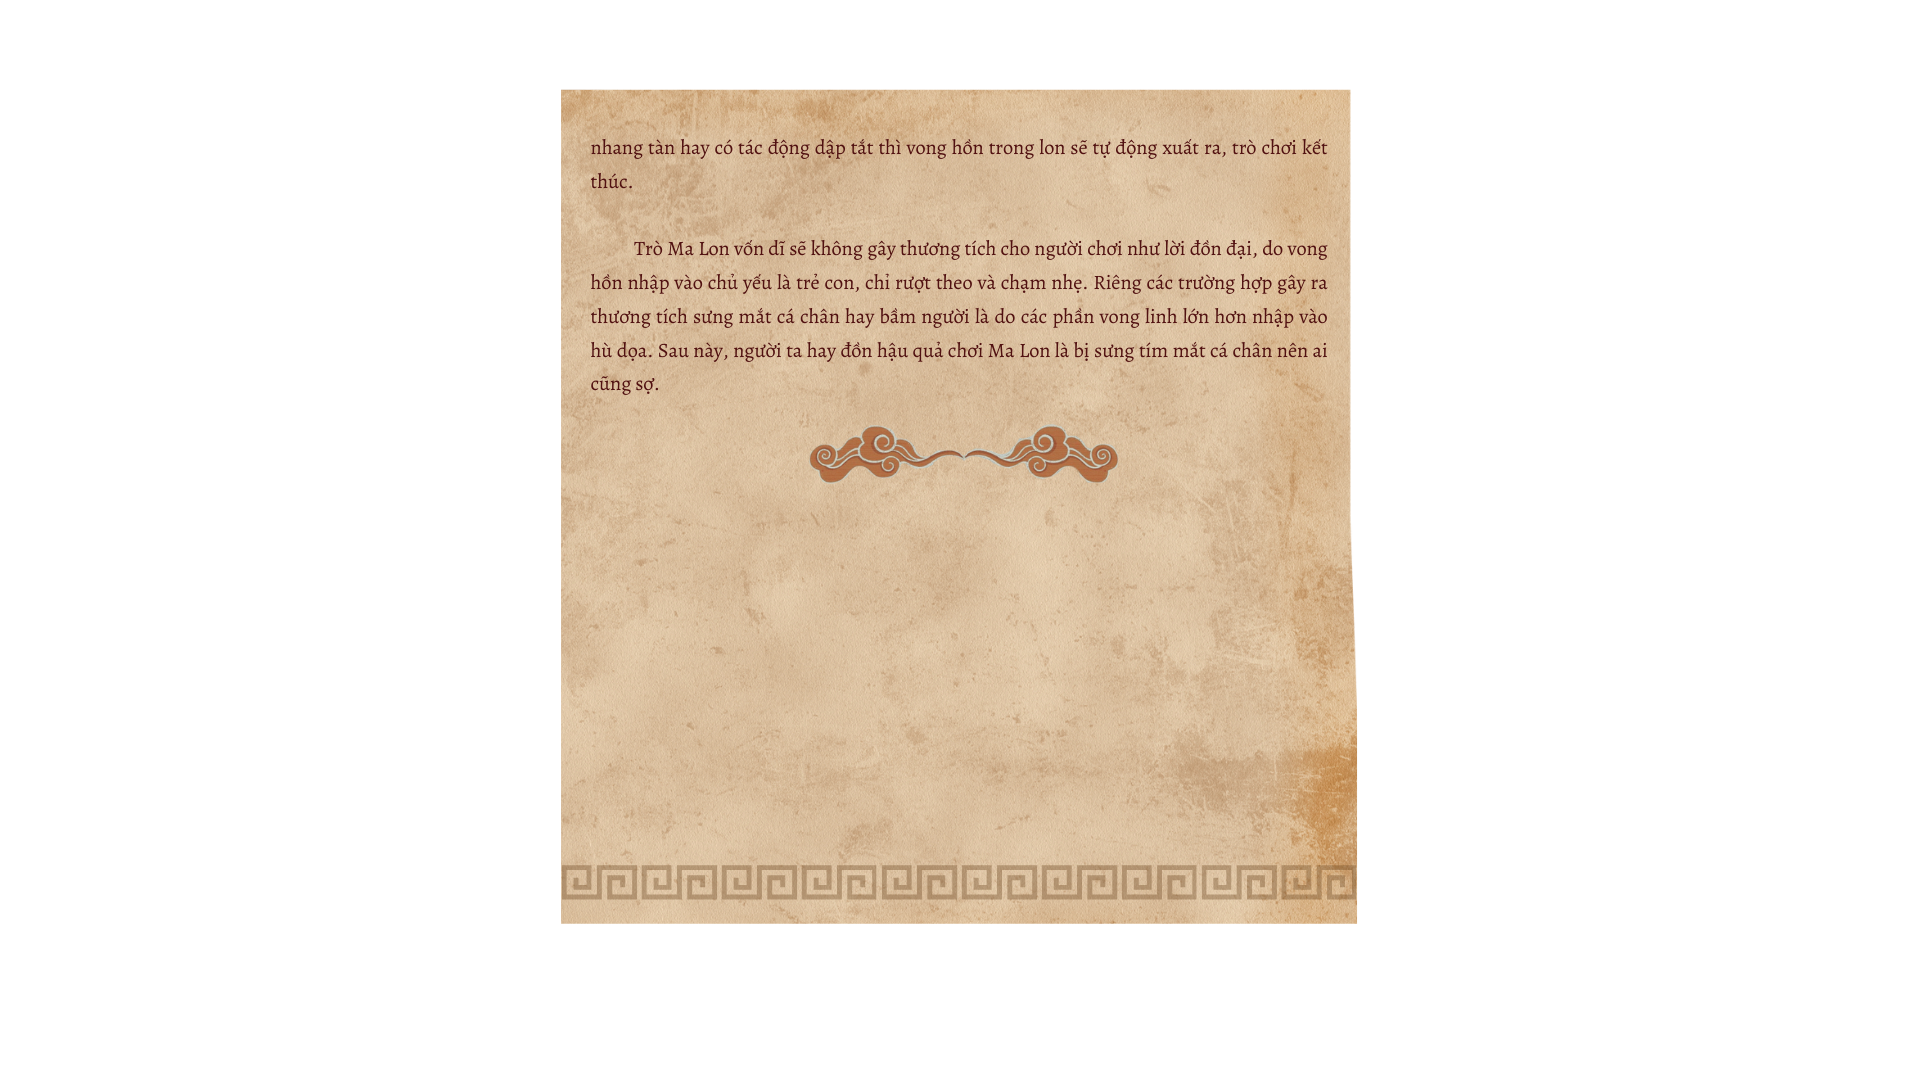 nhang tàn hay có tác động dập tắt thì vong hồn trong lon sẽ tự động xuất ra, trò chơi kết
thúc.
Trò Ma Lon vốn dĩ sẽ không gây thương tích cho người chơi như lời đồn đại, do vong
hồn nhập vào chủ yếu là trẻ con, chỉ rượt theo và chạm nhẹ. Riêng các trường hợp gây ra
thương tích sưng mắt cá chân hay bầm người là do các phần vong linh lớn hơn nhập vào
hù dọa. Sau này, người ta hay đồn hậu quả chơi Ma Lon là bị sưng tím mắt cá chân nên ai
cũng sợ.